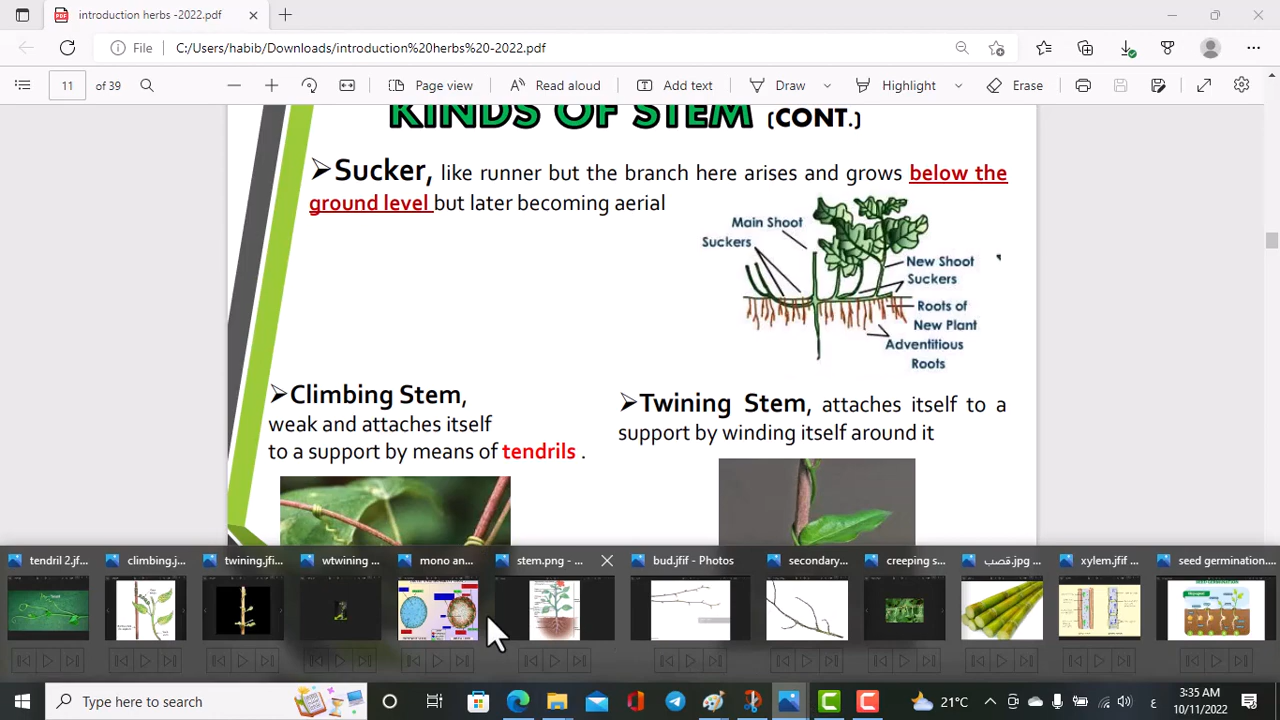 introduction herbs -2022.pdf
File
C:/Users/habib/Downloads/introduction%20herbs%20-2022.pdf
11
of 39
Page view
Read aloud
Add text
Draw
Highlight
Erase
KINDS OF STEM (CONT.)
Sucker, like runner but the branch here arises and grows below the
ground level but later becoming aerial
Main Shoot
Suckers
New Shoot
Suckers
Roots of
New Plant
Adventitious
Roots
Climbing Stem,
weak and attaches itself
to a support by means of tendrils .
Twining Stem, attaches itself to a
support by winding itself around it
tendril 2.jf...
climbing.j...
twining.jfi...
wtwining ...
mono an...
stem.png - ...
bud.jfif - Photos
secondary...
creeping s...
قصب.jpg ...
xylem.jfif ...
seed germination....
Type here to search
21°C
ع
:35 AM
10/11/2022